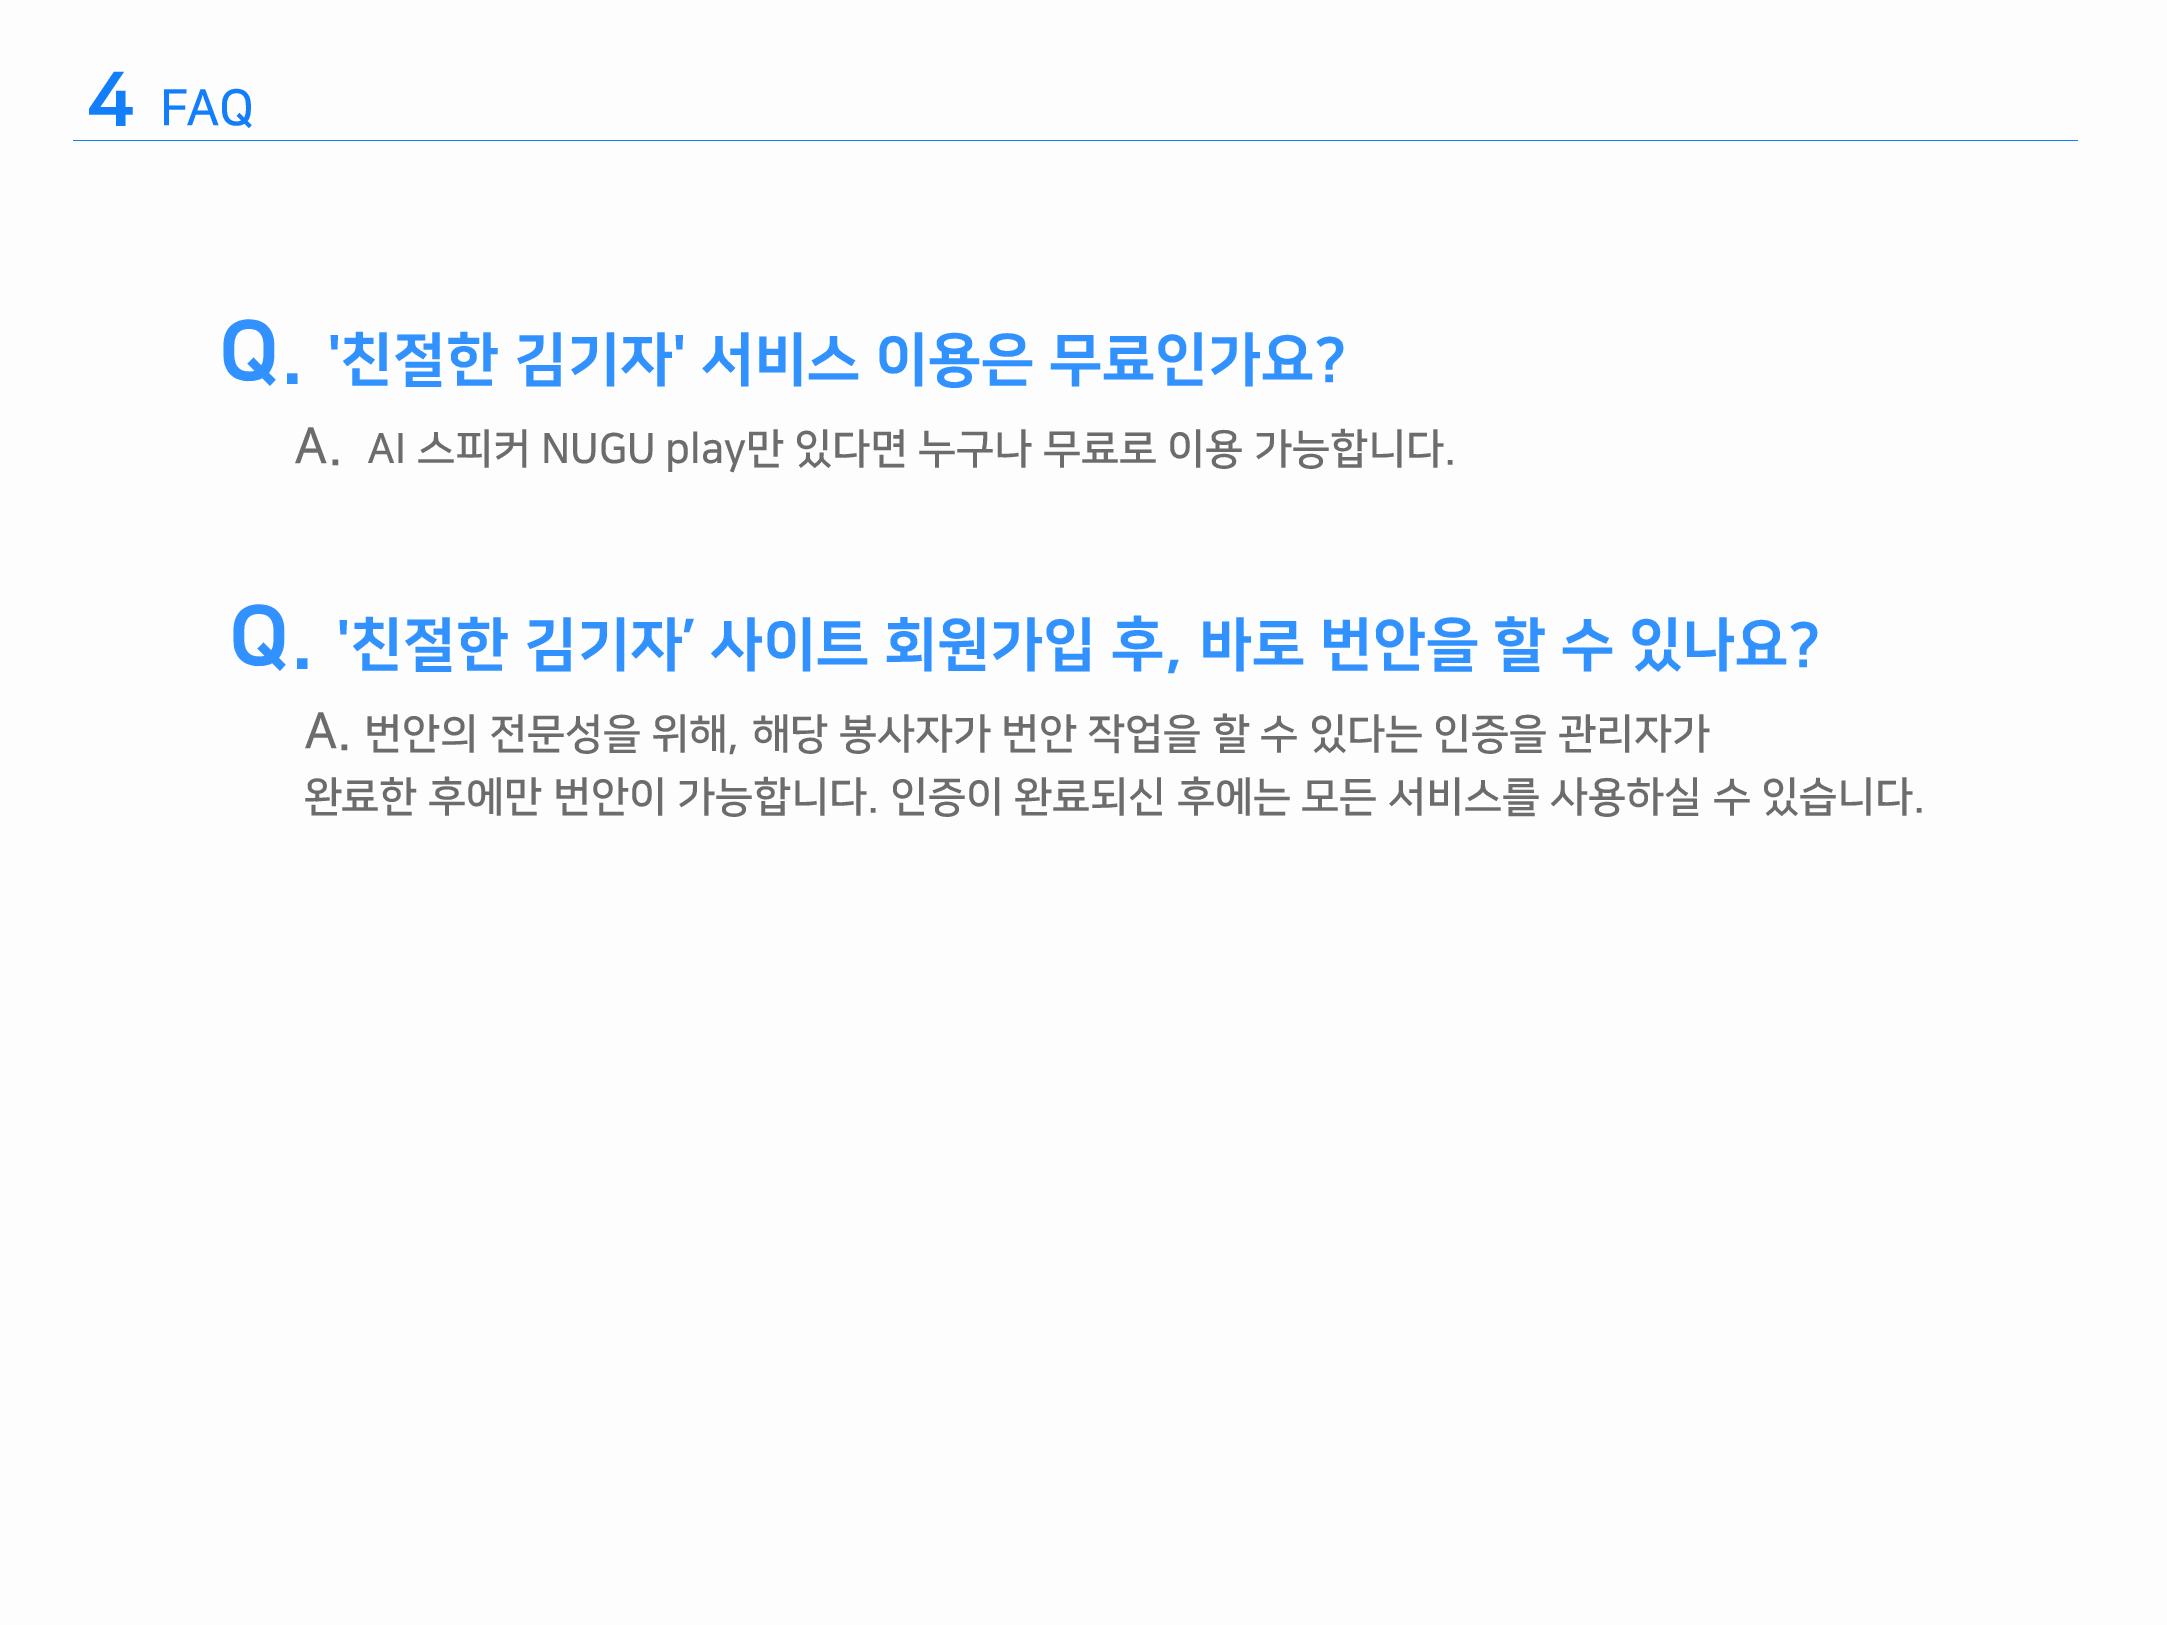 4 FAQ
Q. '친절한 김기자' 서비스 이용은 무료인가요?
A. AI 스피커 NUGU play만 있다면 누구나 무료로 이용 가능합니다.
Q. '친절한 김기자’ 사이트 회원가입 후, 바로 번안을 할 수 있나요?
A. 번안의 전문성을 위해, 해당 봉사자가 번안 작업을 할 수 있다는 인증을 관리자가
완료한 후에만 번안이 가능합니다. 인증이 완료되신 후에는 모든 서비스를 사용하실 수 있습니다.